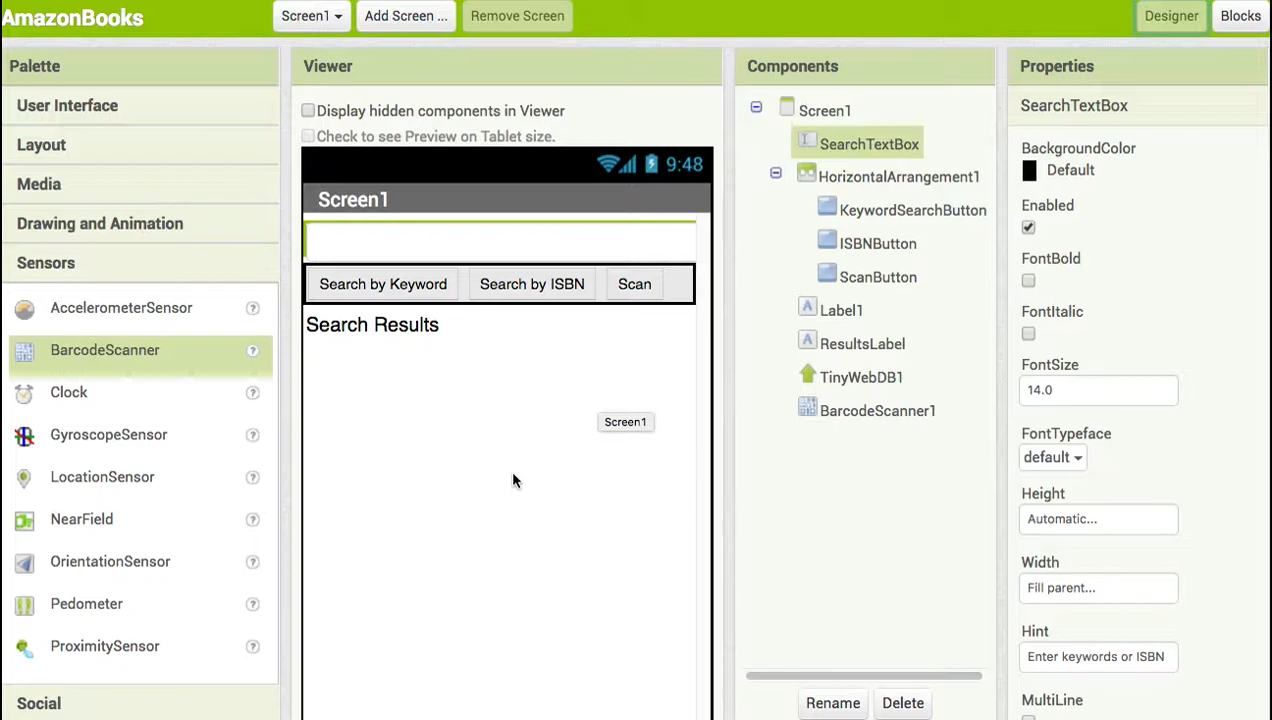 AmazonBooks
Screen1
Add Screen ...
Remove Screen
Designer
Blocks
Palette
User Interface
Layout
Media
Drawing and Animation
Sensors
AccelerometerSensor ?
BarcodeScanner ?
Clock ?
GyroscopeSensor ?
LocationSensor ?
NearField ?
OrientationSensor ?
Pedometer ?
ProximitySensor ?
Social
Viewer
Display hidden components in Viewer
Check to see Preview on Tablet size.
9:48
Screen1
Search by Keyword
Search by ISBN
Scan
Search Results
Screen1
Components
Screen1
SearchTextBox
HorizontalArrangement1
KeywordSearchButton
ISBNButton
ScanButton
A Label1
A ResultsLabel
TinyWebDB1
BarcodeScanner1
Rename
Delete
Properties
SearchTextBox
BackgroundColor
Default
Enabled
FontBold
FontItalic
FontSize
14.0
FontTypeface
default
Height
Automatic...
Width
Fill parent...
Hint
Enter keywords or ISBN
MultiLine